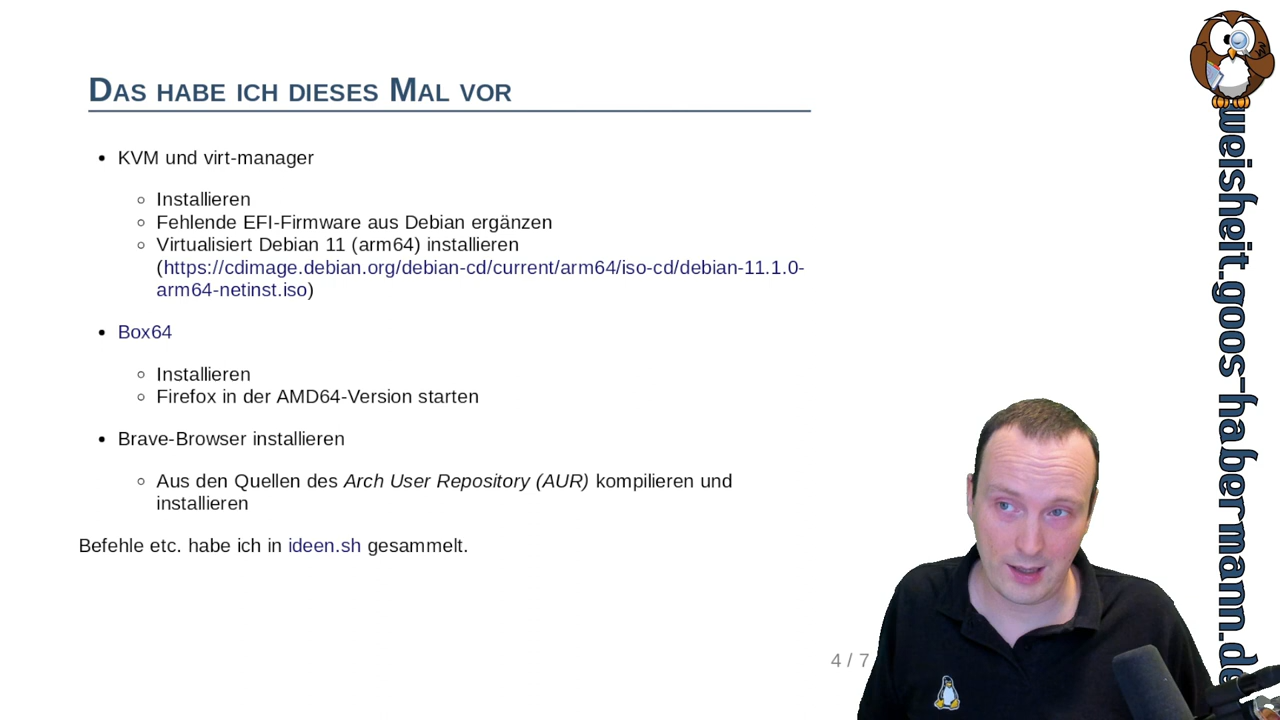 Das habe ich dieses Mal vor
KVM und virt-manager
Installieren
Fehlende EFI-Firmware aus Debian ergänzen
Virtualisiert Debian 11 (arm64) installieren
(https://cdimage.debian.org/debian-cd/current/arm64/iso-cd/debian-11.1.0-
arm64-netinst.iso)
Box64
Installieren
Firefox in der AMD64-Version starten
Brave-Browser installieren
Aus den Quellen des Arch User Repository (AUR) kompilieren und
installieren
Befehle etc. habe ich in ideen.sh gesammelt.
4 / 7
weisheit.goos-habermann.de